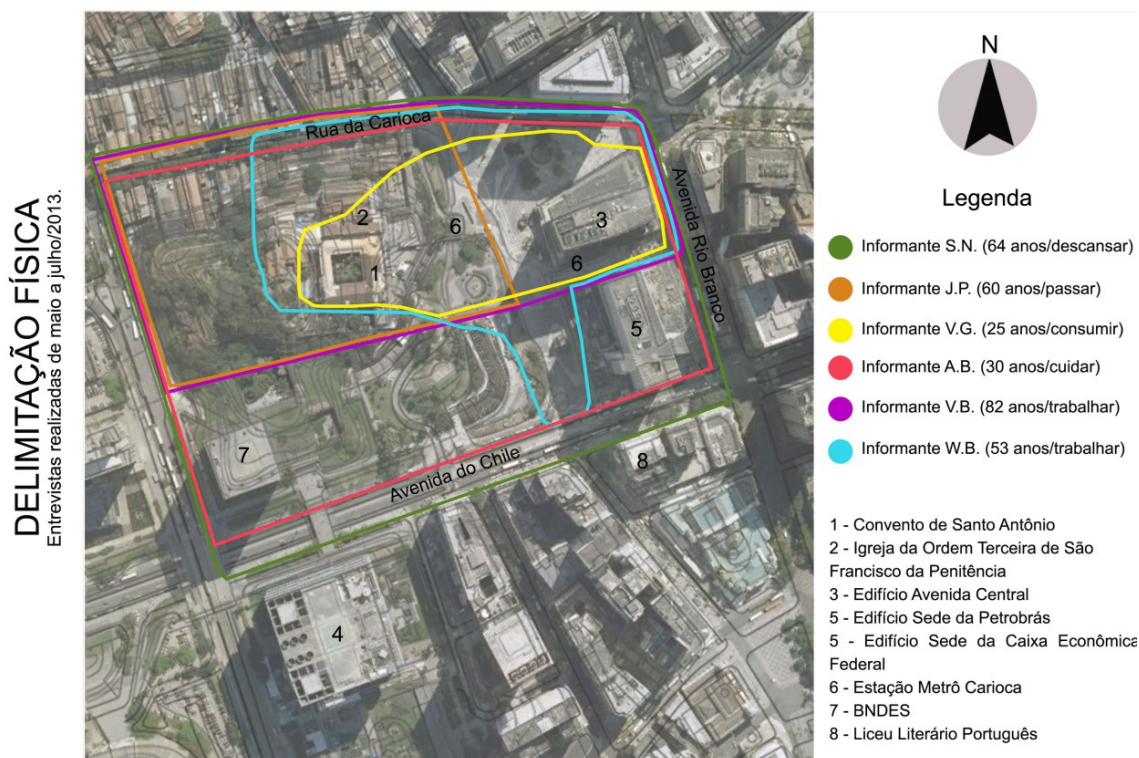 DELIMITAÇÃO FÍSICA
Entrevistas realizadas de maio a julho/2013.
Rua da Carioca
Avenida Rio Branco
Avenida do Chile
1
2
3
4
5
6
6
7
8
N
Legenda
Informante S.N. (64 anos/descansar)
Informante J.P. (60 anos/passar)
Informante V.G. (25 anos/consumir)
Informante A.B. (30 anos/cuidar)
Informante V.B. (82 anos/trabalhar)
Informante W.B. (53 anos/trabalhar)
1 - Convento de Santo Antônio
2 - Igreja da Ordem Terceira de São
Francisco da Penitência
3 - Edifício Avenida Central
5 - Edifício Sede da Petrobrás
5 - Edifício Sede da Caixa Econômica
Federal
6 - Estação Metrô Carioca
7 - BNDES
8 - Liceu Literário Português